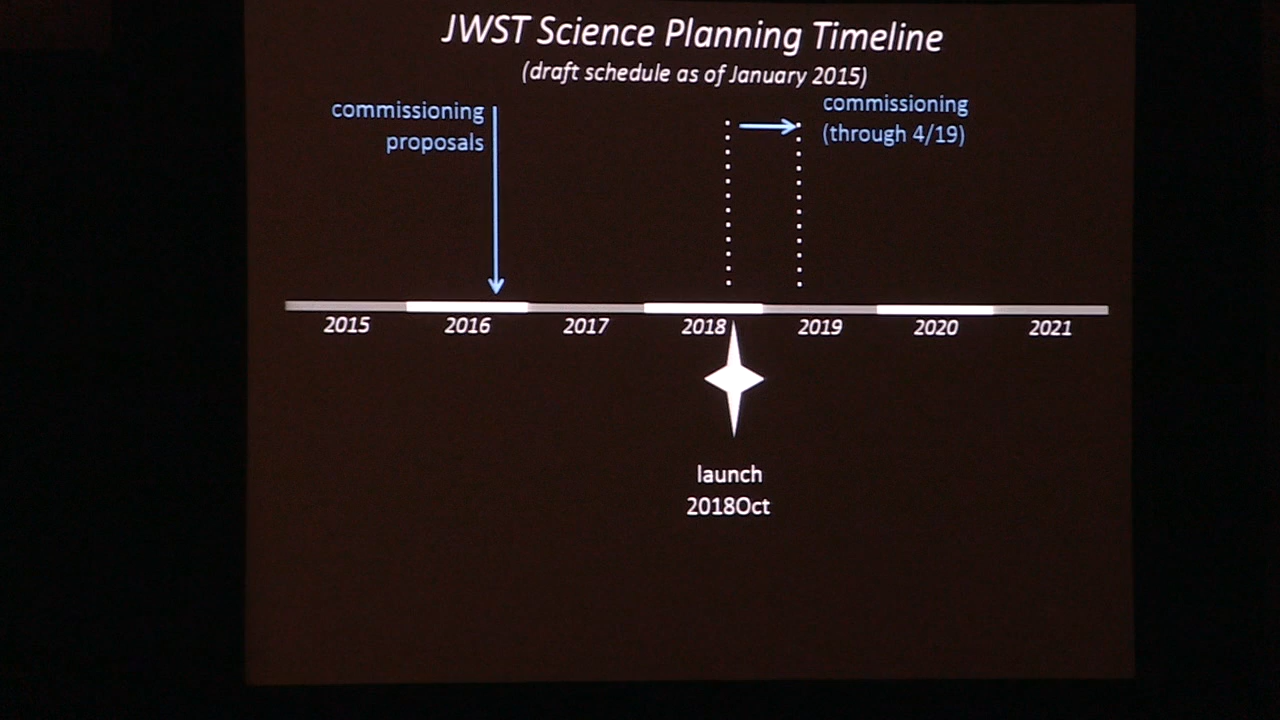 JWST Science Planning Timeline
(draft schedule as of January 2015)
commissioning
proposals
commissioning
(through 4/19)
2015 2016 2017 2018 2019 2020 2021
launch
2018Oct